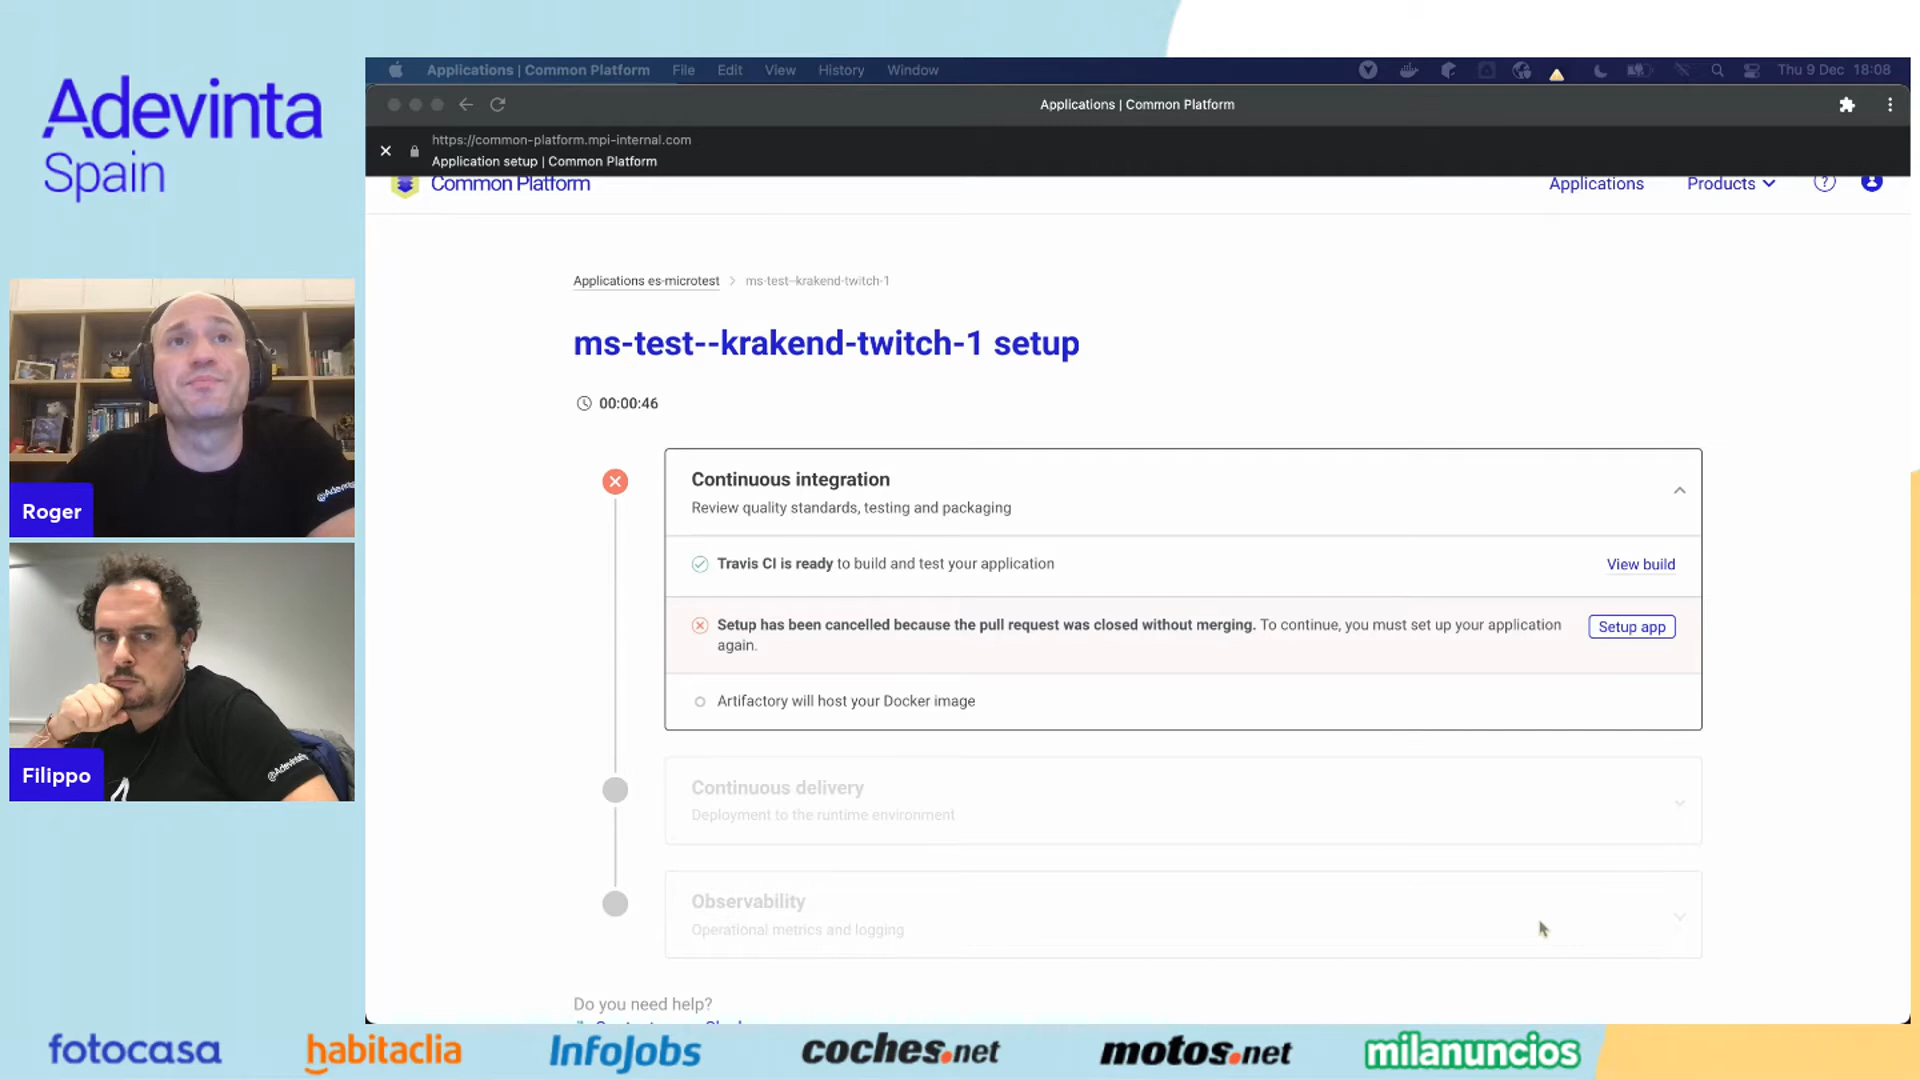 Adevinta
Spain
Applications | Common Platform
File
Edit
View
History
Window
Thu 9 Dec 18:08
Applications | Common Platform
https://common-platform.mpi-internal.com
Application setup | Common Platform
Common Platform
Applications
Products
?
Applications es-microtest
ms-test--krakend-twitch-1
ms-test--krakend-twitch-1 setup
00:00:46
Continuous integration
Review quality standards, testing and packaging
Travis CI is ready to build and test your application
View build
Setup has been cancelled because the pull request was closed without merging. To continue, you must set up your application
again.
Setup app
Artifactory will host your Docker image
Continuous delivery
Deployment to the runtime environment
Observability
Operational metrics and logging
Do you need help?
Roger
Filippo
fotocasa
habitaclia
InfoJobs
coches.net
motos.net
milanuncios